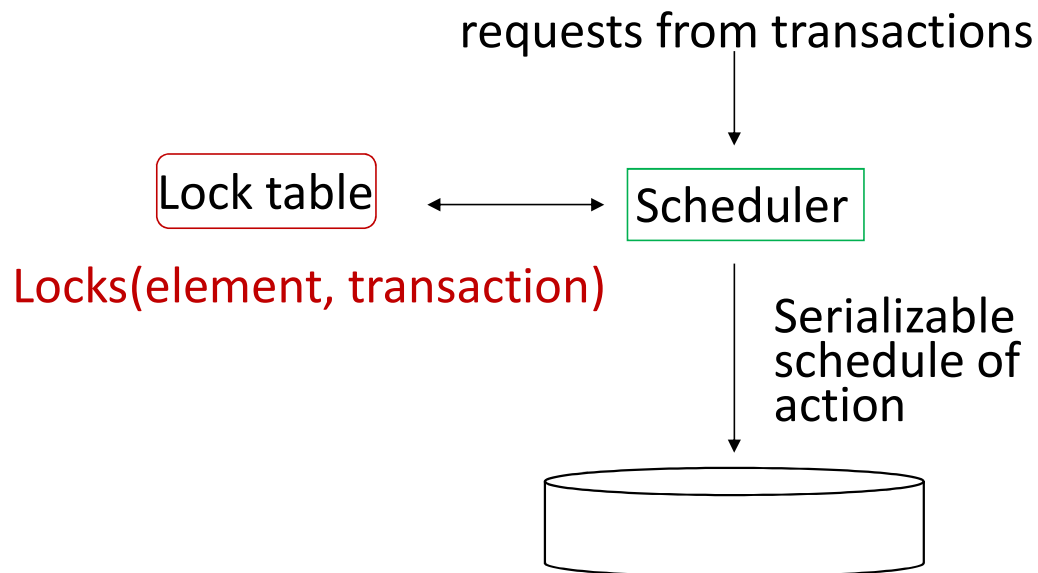 requests from transactions
Lock table
Scheduler
Locks(element, transaction)
Serializable
schedule of
action